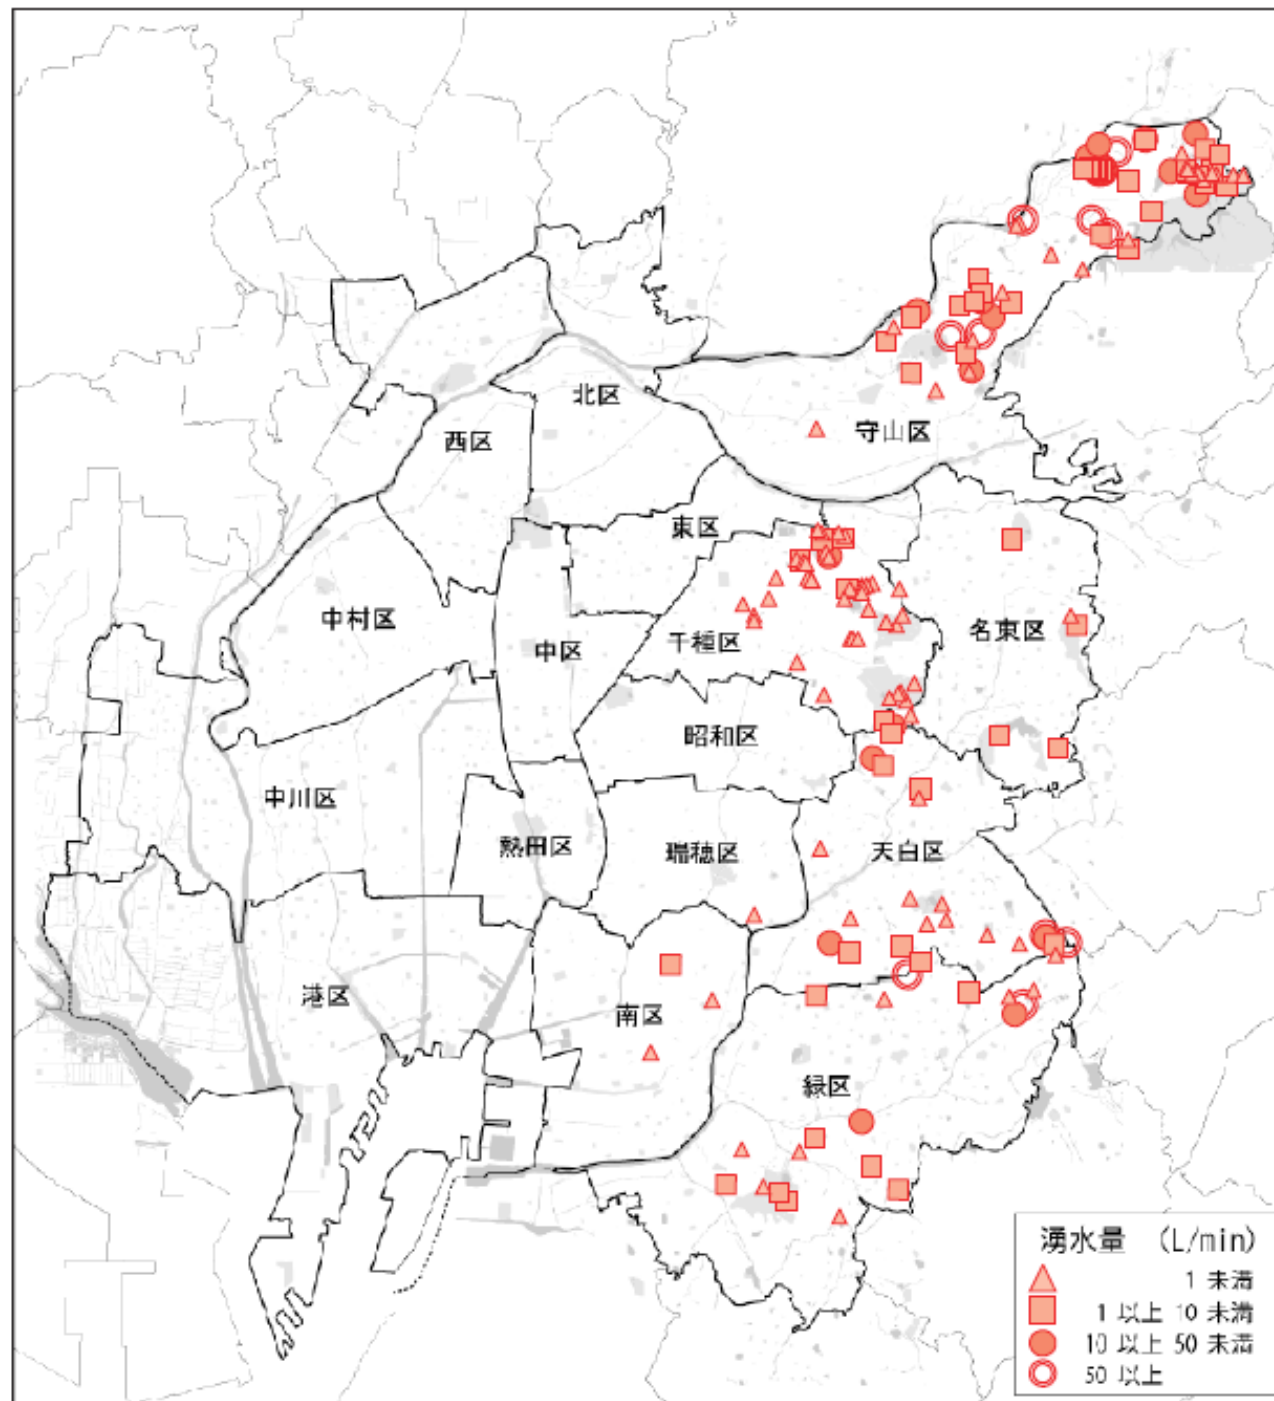 北区
西区
守山区
東区
中村区
中区
千種区
名東区
昭和区
中川区
熱田区
瑞穂区
天白区
港区
南区
緑区
湧水量 (L/min)
1 未満
1 以上 10 未満
10 以上 50 未満
50 以上